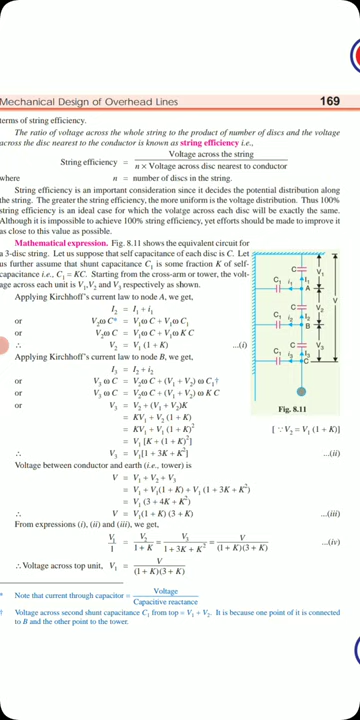 Mechanical Design of Overhead Lines 169
terms of string efficiency.
The ratio of voltage across the whole string to the product of number of discs and the voltage
across the disc nearest to the conductor is known as string efficiency i.e.,
String efficiency = Voltage across the string / n × Voltage across disc nearest to conductor
where n = number of discs in the string.
String efficiency is an important consideration since it decides the potential distribution along
the string. The greater the string efficiency, the more uniform is the voltage distribution. Thus 100%
string efficiency is an ideal case for which the volatge across each disc will be exactly the same.
Although it is impossible to achieve 100% string efficiency, yet efforts should be made to improve it
as close to this value as possible.
Mathematical expression. Fig. 8.11 shows the equivalent circuit for
a 3-disc string. Let us suppose that self capacitance of each disc is C. Let
us further assume that shunt capacitance C₁ is some fraction K of self-
capacitance i.e., C₁ = KC. Starting from the cross-arm or tower, the volt-
age across each unit is V₁,V₂ and V₃ respectively as shown.
Applying Kirchhoff's current law to node A, we get,
I₂ = I₁ + i₁
or V₂ω C* = V₁ω C + V₁ω C₁
or V₂ω C = V₁ω C + V₁ω K C
∴ V₂ = V₁ (1 + K) ...(i)
Applying Kirchhoff's current law to node B, we get,
I₃ = I₂ + i₂
or V₃ ω C = V₂ω C + (V₁ + V₂) ω C₁†
or V₃ ω C = V₂ω C + (V₁ + V₂) ω K C
or V₃ = V₂ + (V₁ + V₂)K
= KV₁ + V₂ (1 + K)
= KV₁ + V₁ (1 + K)² [ ∵ V₂ = V₁ (1 + K)]
= V₁ [K + (1 + K)²]
∴ V₃ = V₁[1 + 3K + K²] ...(ii)
Voltage between conductor and earth (i.e., tower) is
V = V₁ + V₂ + V₃
= V₁ + V₁(1 + K) + V₁ (1 + 3K + K²)
= V₁ (3 + 4K + K²)
∴ V = V₁(1 + K) (3 + K) ...(iii)
From expressions (i), (ii) and (iii), we get,
V₁/1 = V₂/1 + K = V₃/1 + 3K + K² = V/(1 + K)(3 + K) ...(iv)
∴ Voltage across top unit, V₁ = V/(1 + K)(3 + K)
C V₁
C₁ i₁ I₁
A V
C V₂
C₁ i₂ I₂
B
C V₃
C₁ i₃ I₃
C
Fig. 8.11
* Note that current through capacitor = Voltage / Capacitive reactance
† Voltage across second shunt capacitance C₁ from top = V₁ + V₂. It is because one point of it is connected
to B and the other point to the tower.